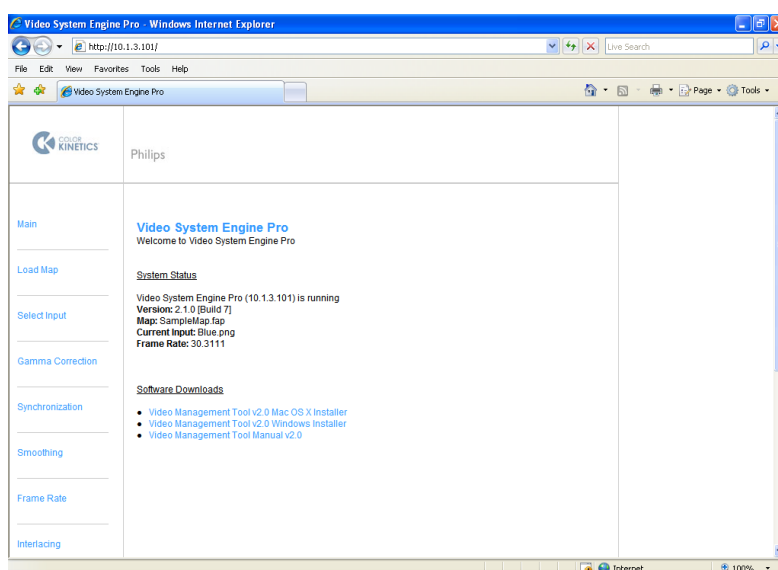 Video System Engine Pro - Windows Internet Explorer
http://10.1.3.101/
Live Search
File Edit View Favorites Tools Help
Video System Engine Pro
Page Tools
COLOR
KINETICS
Philips
Main
Load Map
Select Input
Gamma Correction
Synchronization
Smoothing
Frame Rate
Interlacing
Video System Engine Pro
Welcome to Video System Engine Pro
System Status
Video System Engine Pro (10.1.3.101) is running
Version: 2.1.0 [Build 7]
Map: SampleMap.fap
Current Input: Blue.png
Frame Rate: 30.3111
Software Downloads
• Video Management Tool v2.0 Mac OS X Installer
• Video Management Tool v2.0 Windows Installer
• Video Management Tool Manual v2.0
Internet
100%